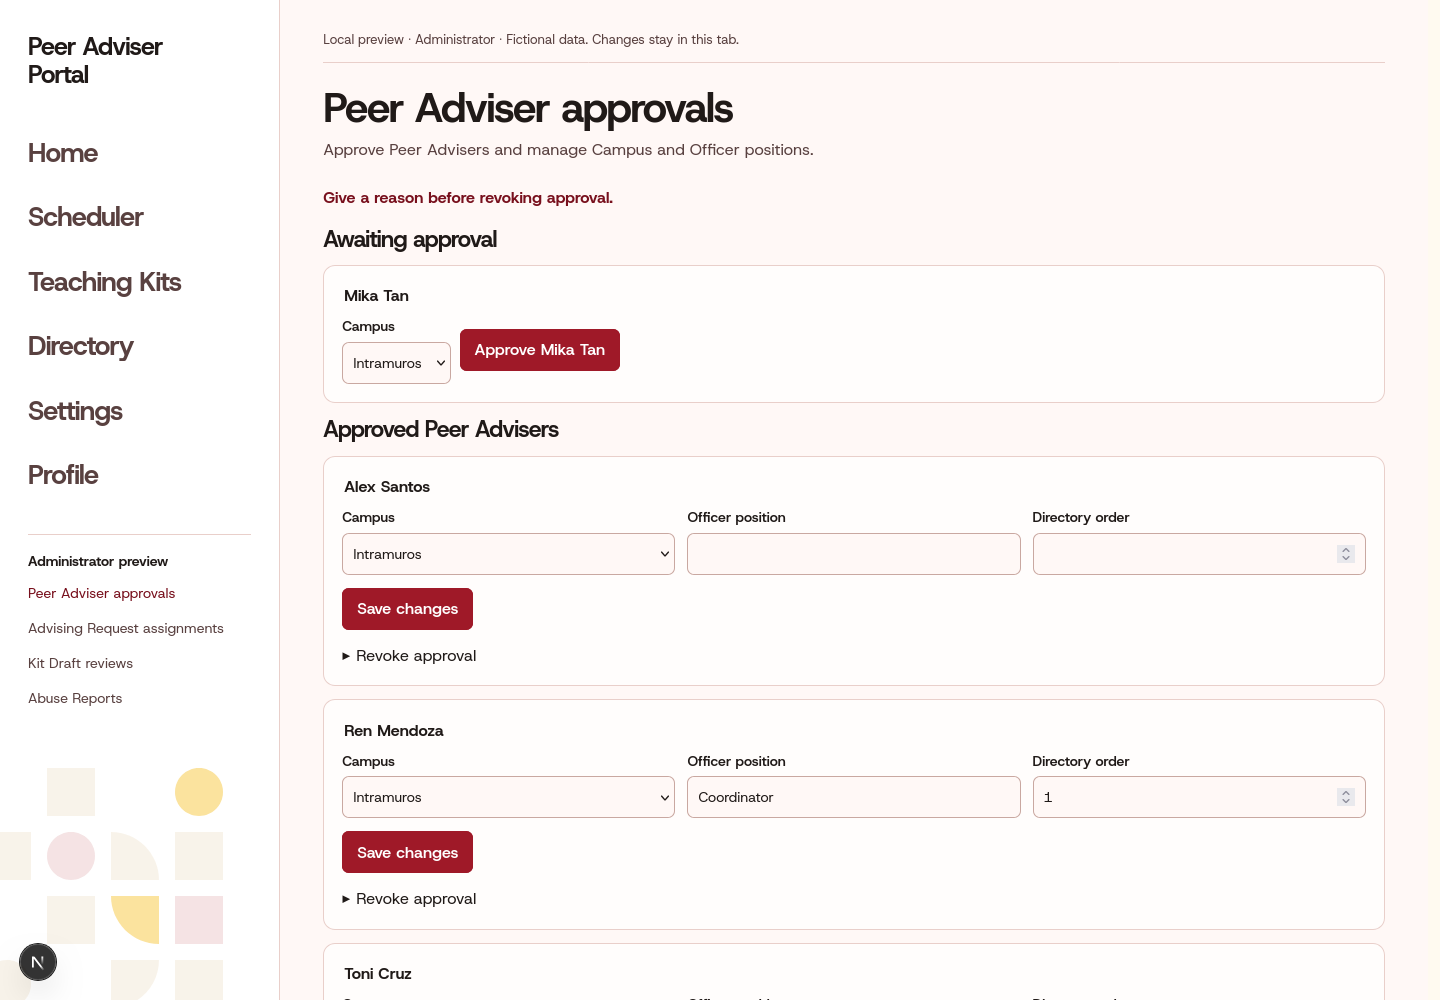 Peer Adviser
Portal
Home
Scheduler
Teaching Kits
Directory
Settings
Profile
Administrator preview
Peer Adviser approvals
Advising Request assignments
Kit Draft reviews
Abuse Reports
N
Local preview · Administrator · Fictional data. Changes stay in this tab.
Peer Adviser approvals
Approve Peer Advisers and manage Campus and Officer positions.
Give a reason before revoking approval.
Awaiting approval
Mika Tan
Campus
Intramuros
Approve Mika Tan
Approved Peer Advisers
Alex Santos
Campus Officer position Directory order
Intramuros
Save changes
Revoke approval
Ren Mendoza
Campus Officer position Directory order
Intramuros Coordinator 1
Save changes
Revoke approval
Toni Cruz